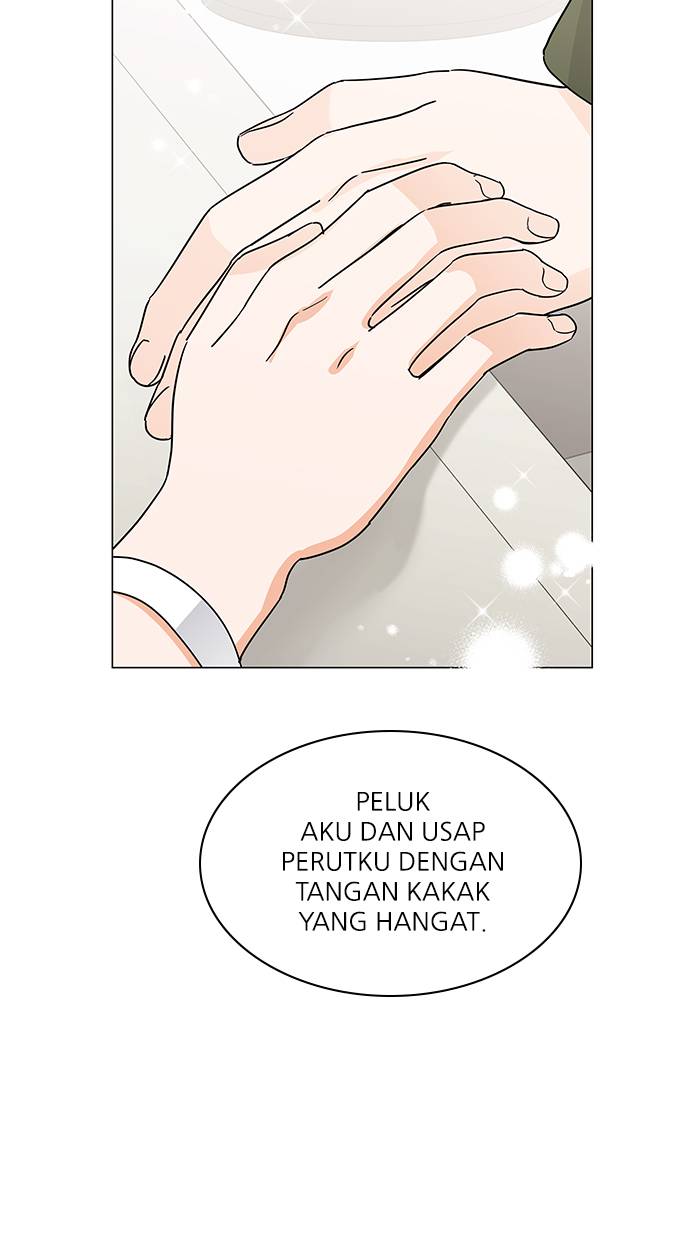 PELUK
AKU DAN USAP
PERUTKU DENGAN
TANGAN KAKAK
YANG HANGAT.